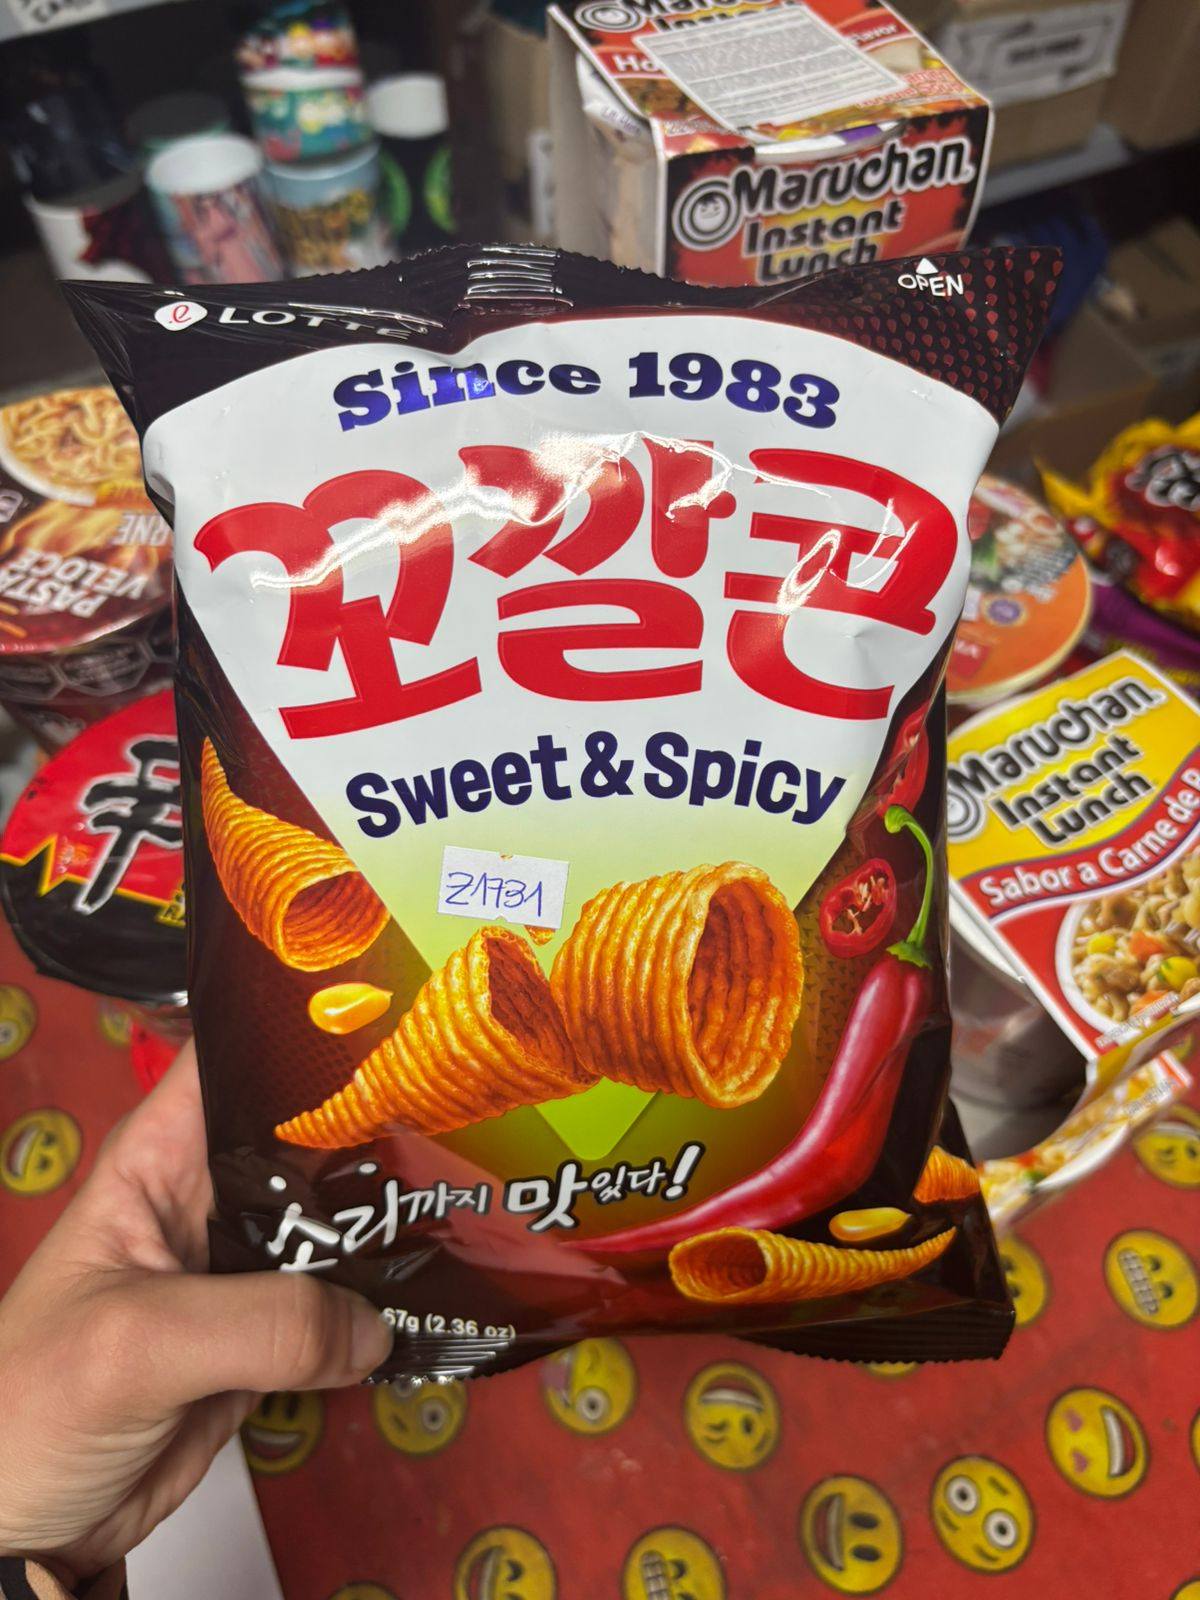 Maruchan.
Instant
Lunch
OPEN
LOTTE
Since 1983
꼬깔콘
Sweet & Spicy
Z1731
소리까지 맛있다!
67g (2.36 oz)
PASTA
VELOCE
辛
Maruchan.
Instant
Lunch
Sabor a Carne de